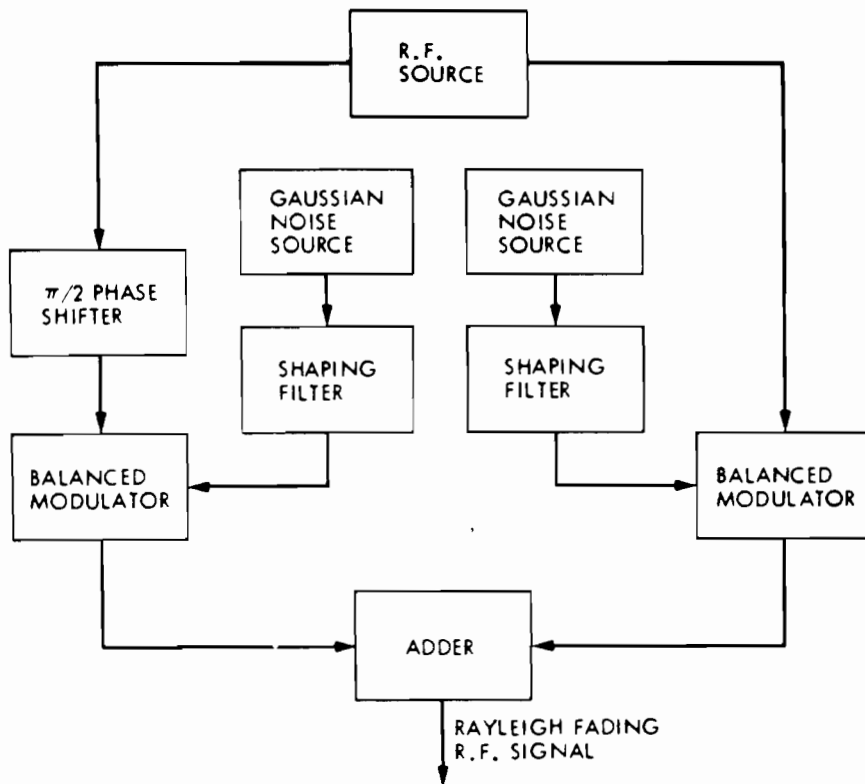 R.F.
SOURCE
GAUSSIAN
NOISE
SOURCE
GAUSSIAN
NOISE
SOURCE
π/2 PHASE
SHIFTER
SHAPING
FILTER
SHAPING
FILTER
BALANCED
MODULATOR
BALANCED
MODULATOR
ADDER
RAYLEIGH FADING
R.F. SIGNAL